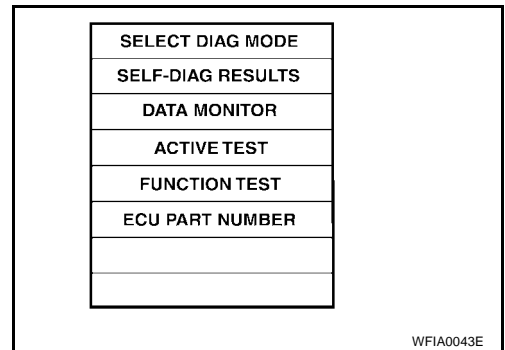 SELECT DIAG MODE
SELF-DIAG RESULTS
DATA MONITOR
ACTIVE TEST
FUNCTION TEST
ECU PART NUMBER
WFIA0043E